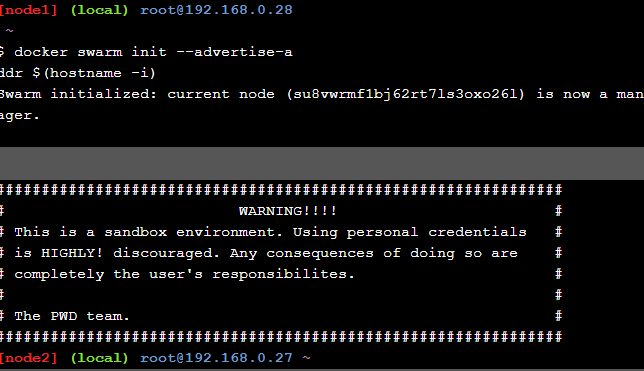 [node1] (local) root@192.168.0.28
~
$ docker swarm init --advertise-a
ddr $(hostname -i)
Swarm initialized: current node (su8vwrmf1bj62rt7ls3oxo26l) is now a man
ager.
###############################################################
# WARNING!!!! #
# This is a sandbox environment. Using personal credentials #
# is HIGHLY! discouraged. Any consequences of doing so are #
# completely the user's responsibilites. #
# #
# The PWD team. #
###############################################################
[node2] (local) root@192.168.0.27 ~